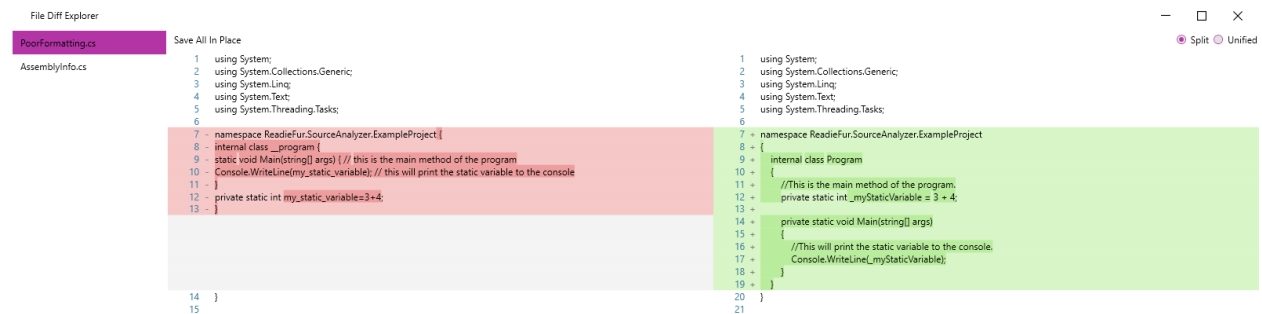 File Diff Explorer
PoorFormatting.cs
AssemblyInfo.cs
Save All In Place
Split Unified
1 using System;
2 using System.Collections.Generic;
3 using System.Linq;
4 using System.Text;
5 using System.Threading.Tasks;
6
7 - namespace ReadieFur.SourceAnalyzer.ExampleProject {
8 - internal class __program {
9 - static void Main(string[] args) { // this is the main method of the program
10 - Console.WriteLine(my_static_variable); // this will print the static variable to the console
11 - }
12 - private static int my_static_variable=3+4;
13 - }
14 }
15
1 using System;
2 using System.Collections.Generic;
3 using System.Linq;
4 using System.Text;
5 using System.Threading.Tasks;
6
7 + namespace ReadieFur.SourceAnalyzer.ExampleProject
8 + {
9 + internal class Program
10 + {
11 + //This is the main method of the program.
12 + private static int _myStaticVariable = 3 + 4;
13 +
14 + private static void Main(string[] args)
15 + {
16 + //This will print the static variable to the console.
17 + Console.WriteLine(_myStaticVariable);
18 + }
19 + }
20 }
21